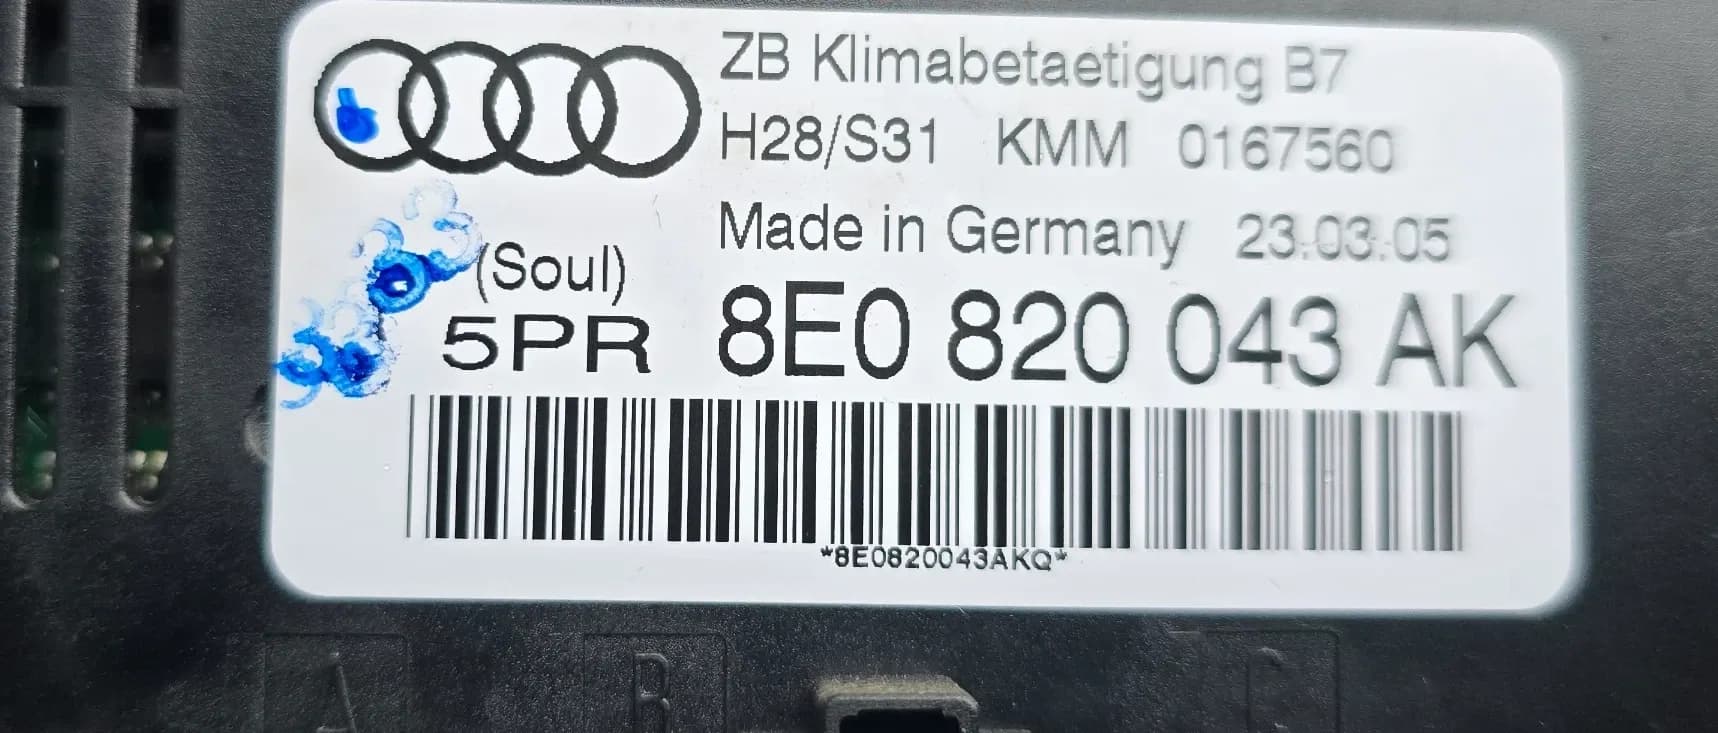 ZB Klimabetaetigung B7
H28/S31 KMM 0167560
Made in Germany 23.03.05
(Soul)
5PR 8E0 820 043 AK
*8E0820043AKQ*
A B C